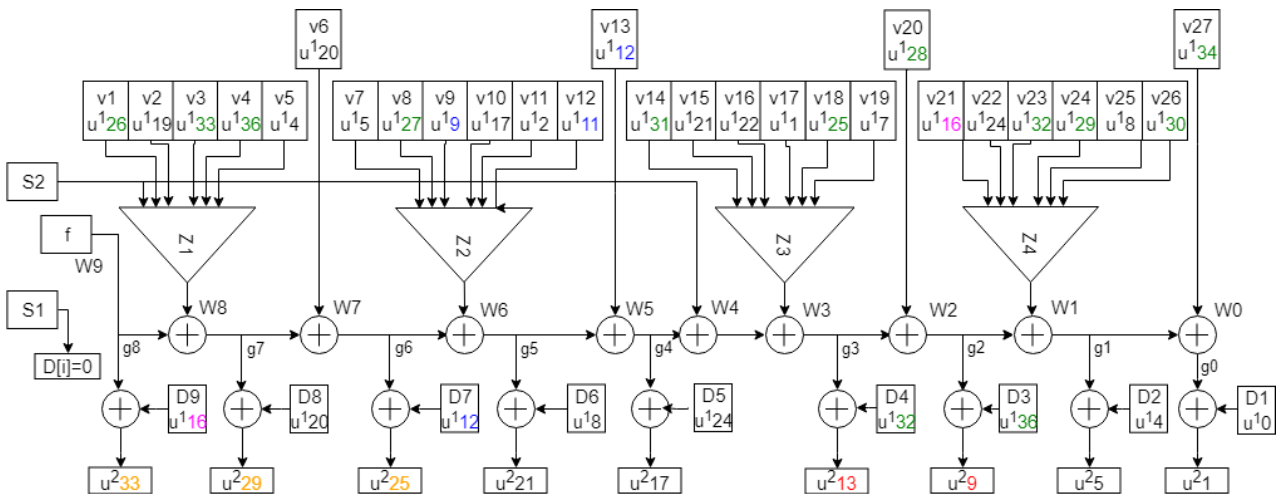 v6
u¹20
v13
u¹12
v20
u¹28
v27
u¹34
v1 v2 v3 v4 v5
u¹26 u¹19 u¹33 u¹36 u¹4
v7 v8 v9 v10 v11 v12
u¹5 u¹27 u¹9 u¹17 u¹2 u¹11
v14 v15 v16 v17 v18 v19
u¹31 u¹21 u¹22 u¹1 u¹25 u¹7
v21 v22 v23 v24 v25 v26
u¹16 u¹24 u¹32 u¹29 u¹8 u¹30
S2
f
Z1 Z2 Z3 Z4
W9
S1
W8 W7 W6 W5 W4 W3 W2 W1 W0
D[i]=0
g8 g7 g6 g5 g4 g3 g2 g1 g0
D9 D8 D7 D6 D5 D4 D3 D2 D1
u¹16 u¹20 u¹12 u¹8 u¹24 u¹32 u¹36 u¹4 u¹0
u²33 u²29 u²25 u²21 u²17 u²13 u²9 u²5 u²1